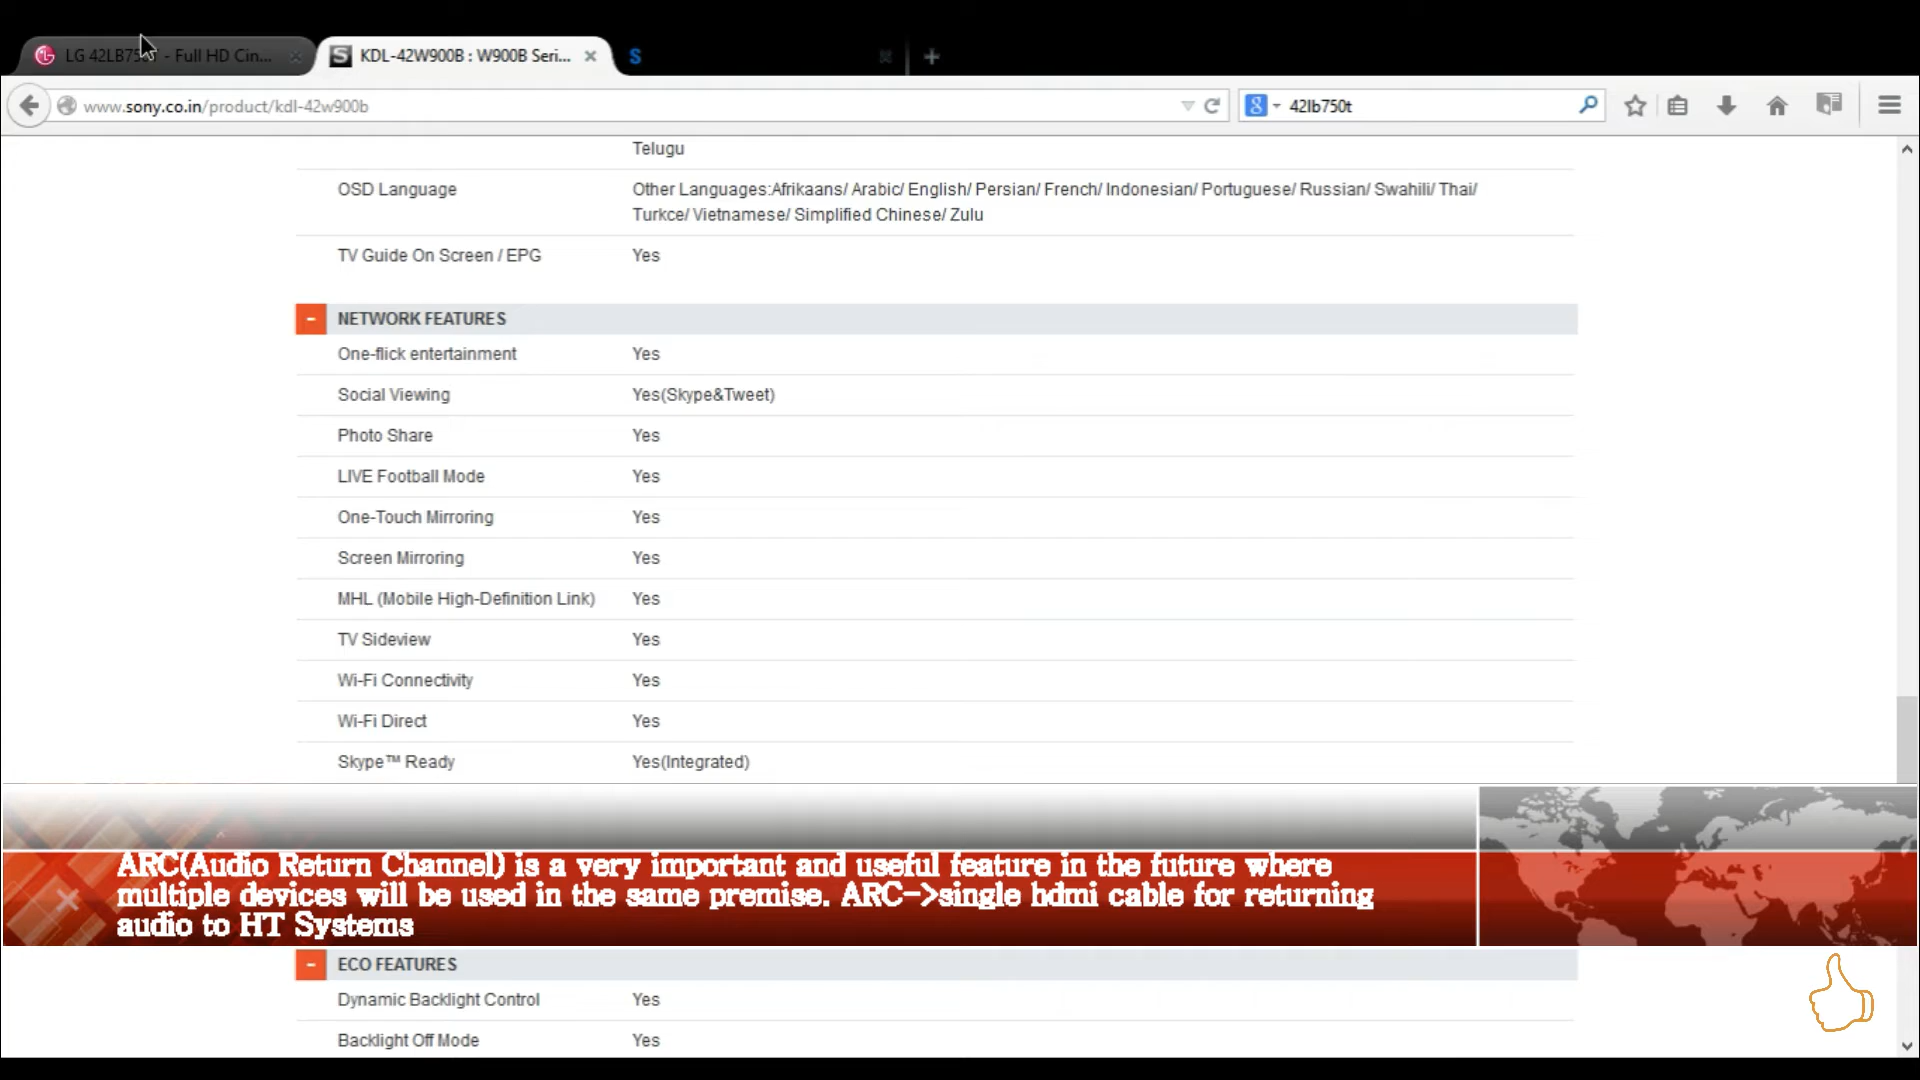 LG 42LB75 - Full HD Cin...
KDL-42W900B : W900B Seri...
www.sony.co.in/product/kdl-42w900b
42lb750t
Telugu
OSD Language
Other Languages:Afrikaans/ Arabic/ English/ Persian/ French/ Indonesian/ Portuguese/ Russian/ Swahili/ Thai/
Turkce/ Vietnamese/ Simplified Chinese/ Zulu
TV Guide On Screen / EPG Yes
NETWORK FEATURES
One-flick entertainment Yes
Social Viewing Yes(Skype&Tweet)
Photo Share Yes
LIVE Football Mode Yes
One-Touch Mirroring Yes
Screen Mirroring Yes
MHL (Mobile High-Definition Link) Yes
TV Sideview Yes
Wi-Fi Connectivity Yes
Wi-Fi Direct Yes
Skype™ Ready Yes(Integrated)
ARC(Audio Return Channel) is a very important and useful feature in the future where
multiple devices will be used in the same premise. ARC->single hdmi cable for returning
audio to HT Systems
ECO FEATURES
Dynamic Backlight Control Yes
Backlight Off Mode Yes